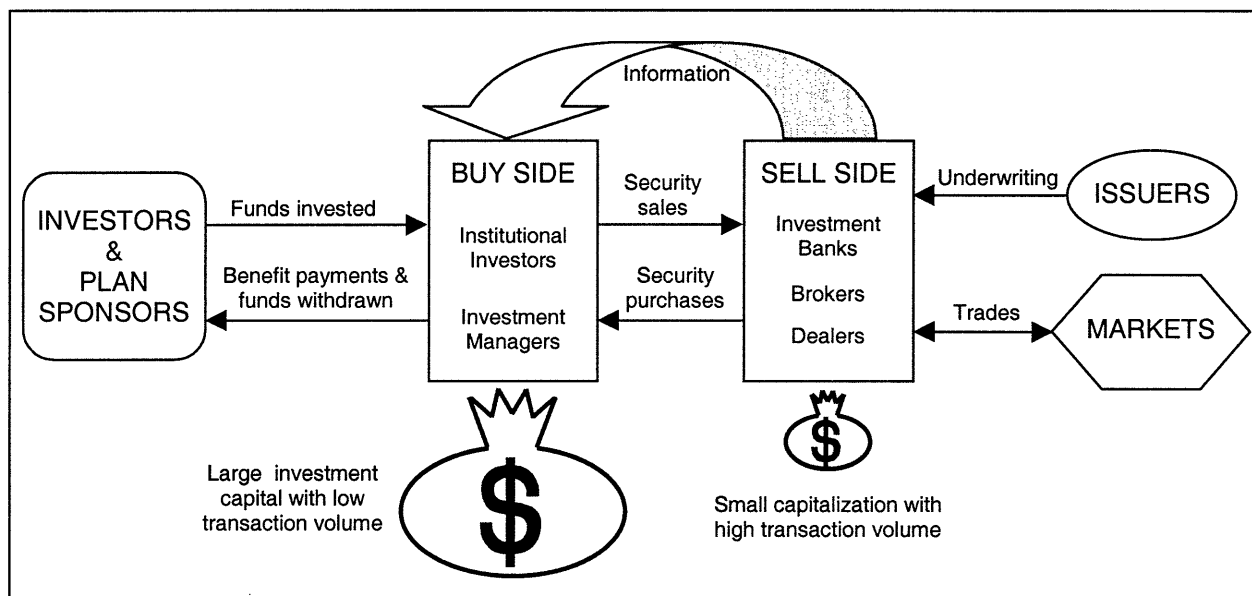 Information
INVESTORS
&
PLAN
SPONSORS
Funds invested
Benefit payments &
funds withdrawn
BUY SIDE
Institutional
Investors
Investment
Managers
Security
sales
Security
purchases
SELL SIDE
Investment
Banks
Brokers
Dealers
Underwriting
ISSUERS
Trades
MARKETS
Large investment
capital with low
transaction volume
$
$
Small capitalization with
high transaction volume